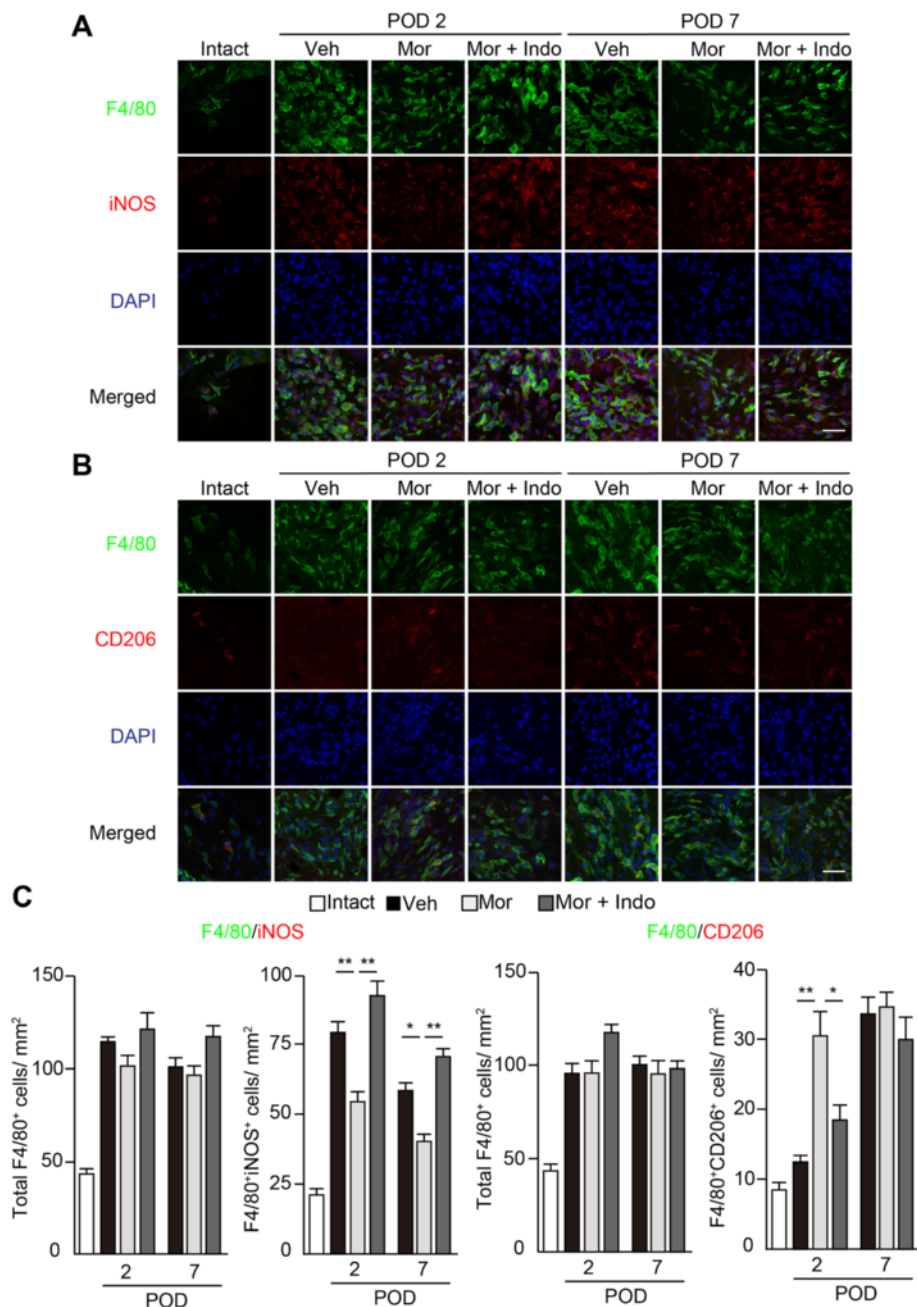 A
POD 2 POD 7
Intact Veh Mor Mor + Indo Veh Mor Mor + Indo
F4/80
iNOS
DAPI
Merged
B
POD 2 POD 7
Intact Veh Mor Mor + Indo Veh Mor Mor + Indo
F4/80
CD206
DAPI
Merged
C
Intact Veh Mor Mor + Indo
F4/80/iNOS
Total F4/80⁺ cells/ mm²
150
100
50
0
2 7
POD
F4/80⁺iNOS⁺ cells/ mm²
100
75
50
25
0
** **
* **
2 7
POD
F4/80/CD206
Total F4/80⁺ cells/ mm²
150
100
50
0
2 7
POD
F4/80⁺CD206⁺ cells/ mm²
40
30
20
10
0
** *
2 7
POD